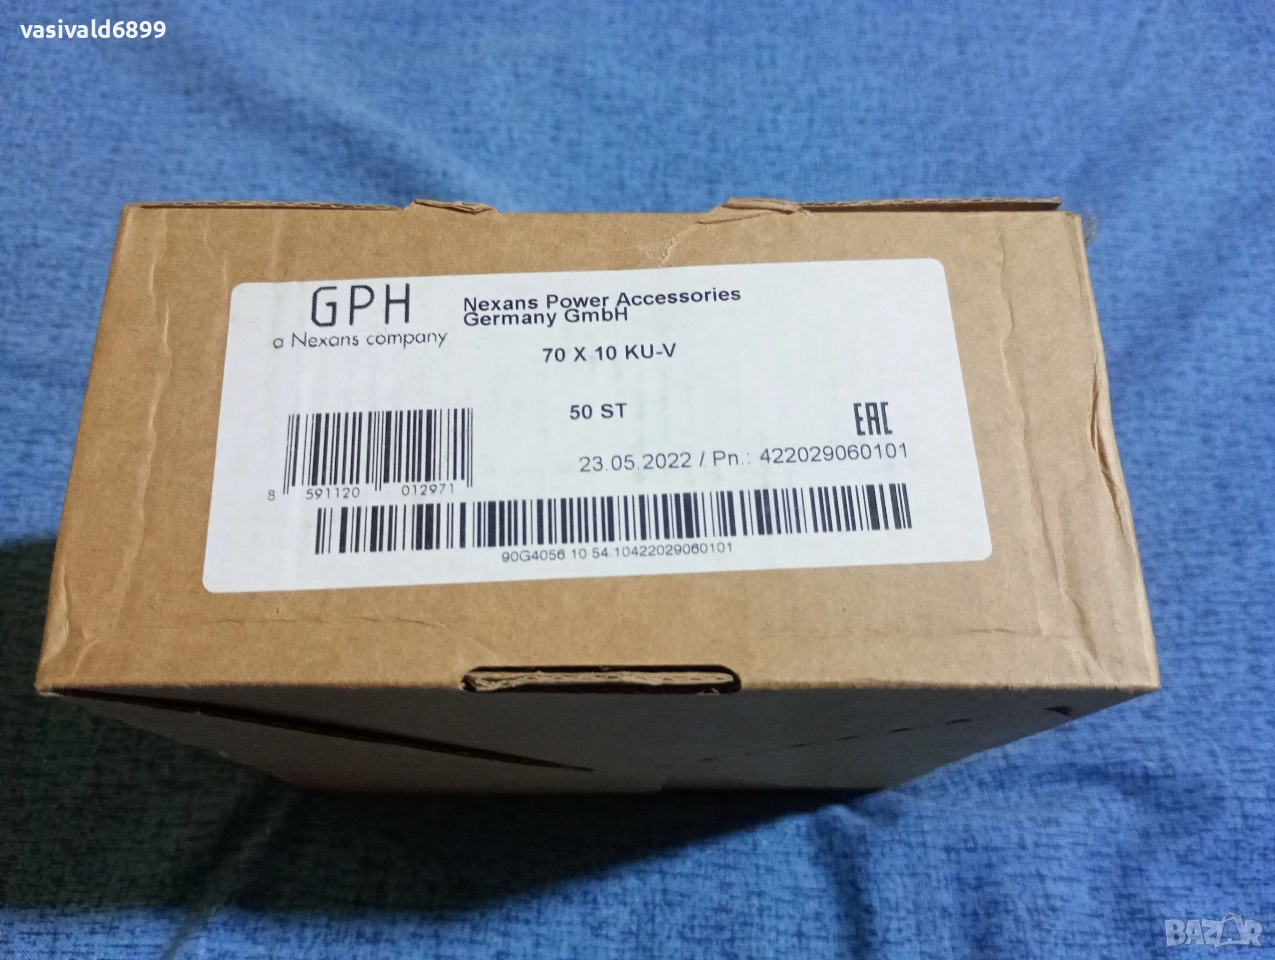 vasivald6899
GPH
a Nexans company
Nexans Power Accessories
Germany GmbH
70 X 10 KU-V
50 ST
EAC
23.05.2022 / Pn.: 422029060101
8 591120 012971
90G4056 10 54.10422029060101
BAZAR